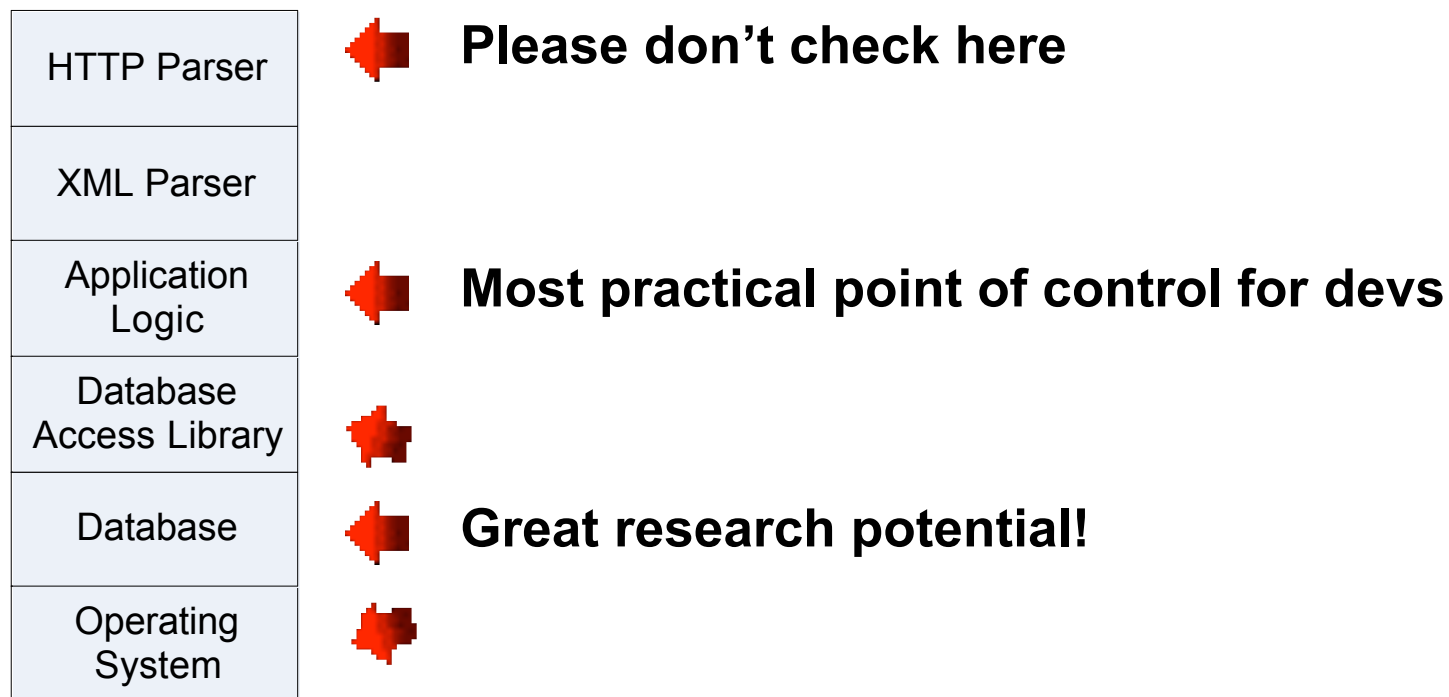 HTTP Parser
Please don’t check here
XML Parser
Application
Logic
Most practical point of control for devs
Database
Access Library
Database
Great research potential!
Operating
System